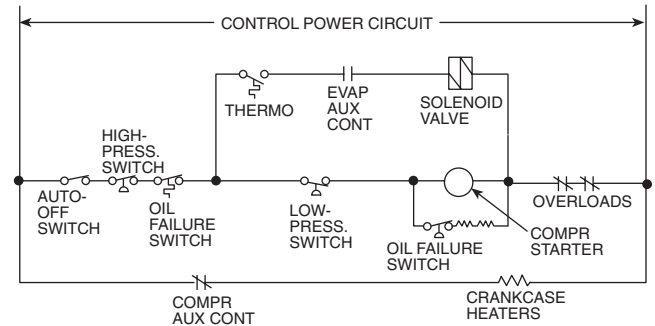 CONTROL POWER CIRCUIT
THERMO
EVAP
AUX
CONT
SOLENOID
VALVE
HIGH-
PRESS.
SWITCH
AUTO-
OFF
SWITCH
OIL
FAILURE
SWITCH
LOW-
PRESS.
SWITCH
OIL FAILURE
SWITCH
COMPR
STARTER
OVERLOADS
COMPR
AUX CONT
CRANKCASE
HEATERS